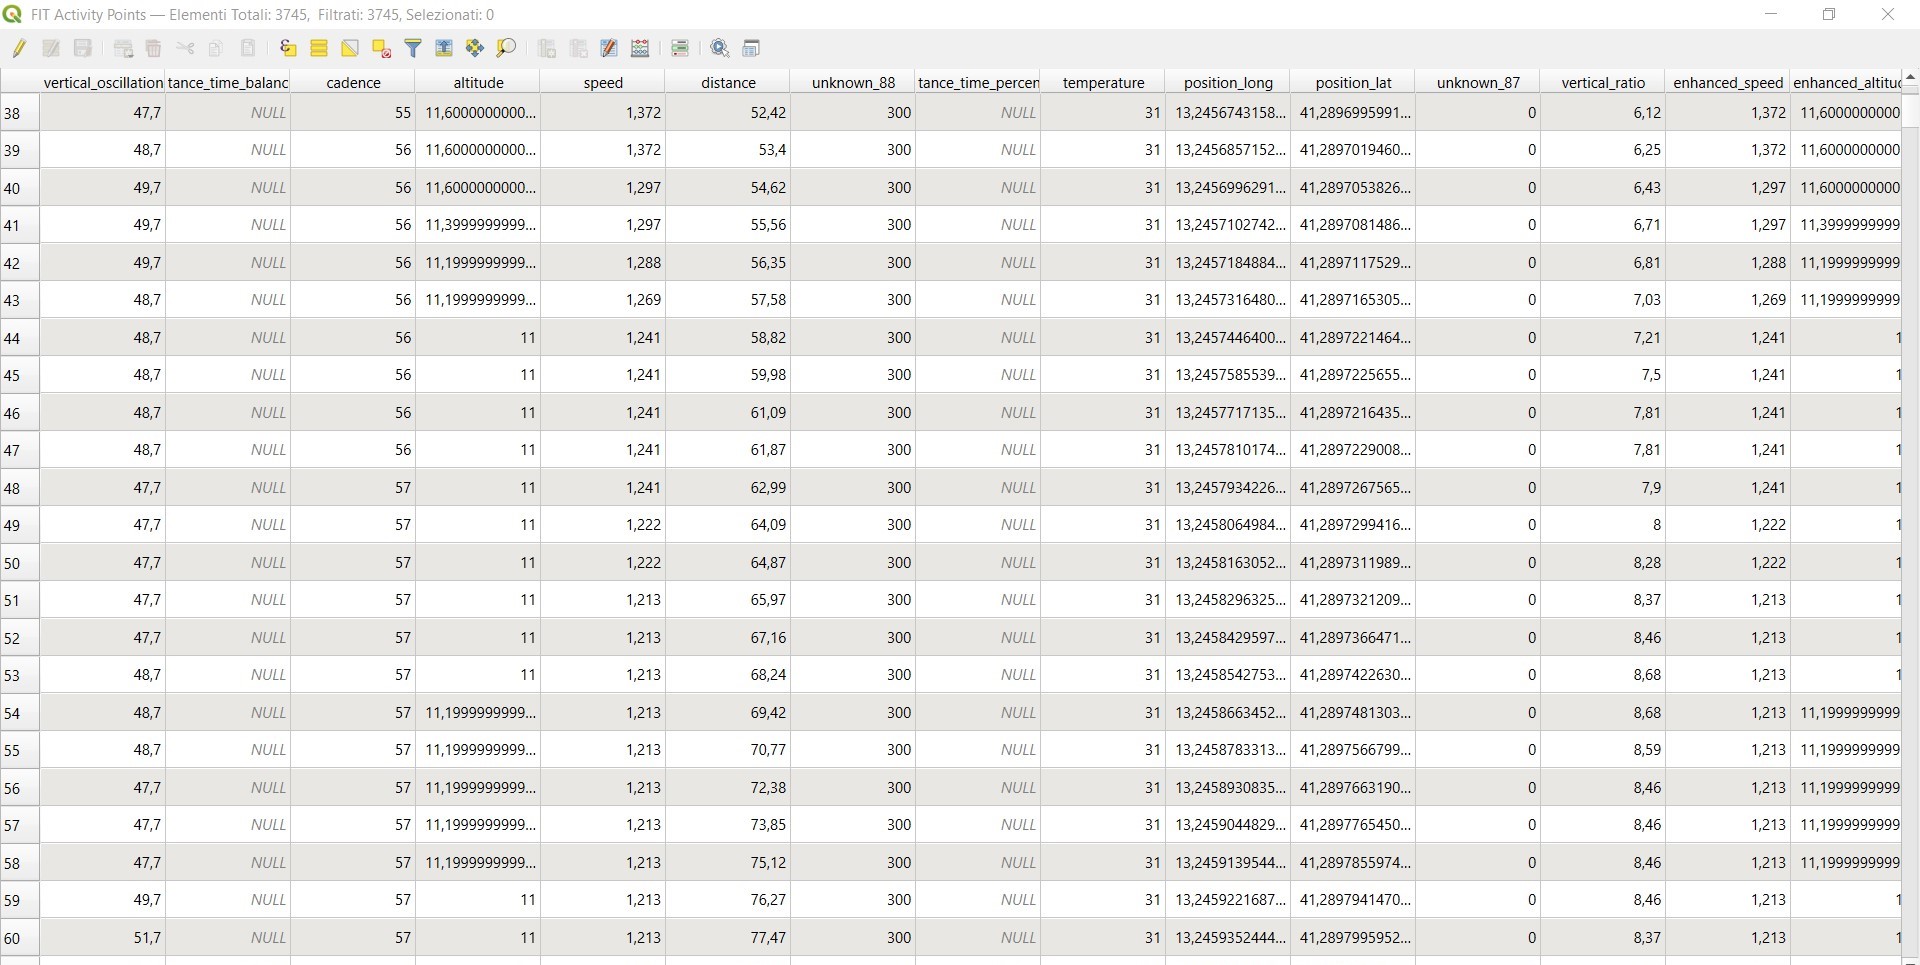 FIT Activity Points — Elementi Totali: 3745, Filtrati: 3745, Selezionati: 0
vertical_oscillation tance_time_balanc cadence altitude speed distance unknown_88 tance_time_percen temperature position_long position_lat unknown_87 vertical_ratio enhanced_speed enhanced_altituc
38 47,7 NULL 55 11,6000000000... 1,372 52,42 300 NULL 31 13,2456743158... 41,2896995991... 0 6,12 1,372 11,6000000000
39 48,7 NULL 56 11,6000000000... 1,372 53,4 300 NULL 31 13,2456857152... 41,2897019460... 0 6,25 1,372 11,6000000000
40 49,7 NULL 56 11,6000000000... 1,297 54,62 300 NULL 31 13,2456996291... 41,2897053826... 0 6,43 1,297 11,6000000000
41 49,7 NULL 56 11,3999999999... 1,297 55,56 300 NULL 31 13,2457102742... 41,2897081486... 0 6,71 1,297 11,3999999999
42 49,7 NULL 56 11,1999999999... 1,288 56,35 300 NULL 31 13,2457184884... 41,2897117529... 0 6,81 1,288 11,1999999999
43 48,7 NULL 56 11,1999999999... 1,269 57,58 300 NULL 31 13,2457316480... 41,2897165305... 0 7,03 1,269 11,1999999999
44 48,7 NULL 56 11 1,241 58,82 300 NULL 31 13,2457446400... 41,2897221464... 0 7,21 1,241 1
45 48,7 NULL 56 11 1,241 59,98 300 NULL 31 13,2457585539... 41,2897225655... 0 7,5 1,241 1
46 48,7 NULL 56 11 1,241 61,09 300 NULL 31 13,2457717135... 41,2897216435... 0 7,81 1,241 1
47 48,7 NULL 56 11 1,241 61,87 300 NULL 31 13,2457810174... 41,2897229008... 0 7,81 1,241 1
48 47,7 NULL 57 11 1,241 62,99 300 NULL 31 13,2457934226... 41,2897267565... 0 7,9 1,241 1
49 47,7 NULL 57 11 1,222 64,09 300 NULL 31 13,2458064984... 41,2897299416... 0 8 1,222 1
50 47,7 NULL 57 11 1,222 64,87 300 NULL 31 13,2458163052... 41,2897311989... 0 8,28 1,222 1
51 47,7 NULL 57 11 1,213 65,97 300 NULL 31 13,2458296325... 41,2897321209... 0 8,37 1,213 1
52 47,7 NULL 57 11 1,213 67,16 300 NULL 31 13,2458429597... 41,2897366471... 0 8,46 1,213 1
53 48,7 NULL 57 11 1,213 68,24 300 NULL 31 13,2458542753... 41,2897422630... 0 8,68 1,213 1
54 48,7 NULL 57 11,1999999999... 1,213 69,42 300 NULL 31 13,2458663452... 41,2897481303... 0 8,68 1,213 11,1999999999
55 48,7 NULL 57 11,1999999999... 1,213 70,77 300 NULL 31 13,2458783313... 41,2897566799... 0 8,59 1,213 11,1999999999
56 47,7 NULL 57 11,1999999999... 1,213 72,38 300 NULL 31 13,2458930835... 41,2897663190... 0 8,46 1,213 11,1999999999
57 47,7 NULL 57 11,1999999999... 1,213 73,85 300 NULL 31 13,2459044829... 41,2897765450... 0 8,46 1,213 11,1999999999
58 47,7 NULL 57 11,1999999999... 1,213 75,12 300 NULL 31 13,2459139544... 41,2897855974... 0 8,46 1,213 11,1999999999
59 49,7 NULL 57 11 1,213 76,27 300 NULL 31 13,2459221687... 41,2897941470... 0 8,46 1,213 1
60 51,7 NULL 57 11 1,213 77,47 300 NULL 31 13,2459352444... 41,2897995952... 0 8,37 1,213 1